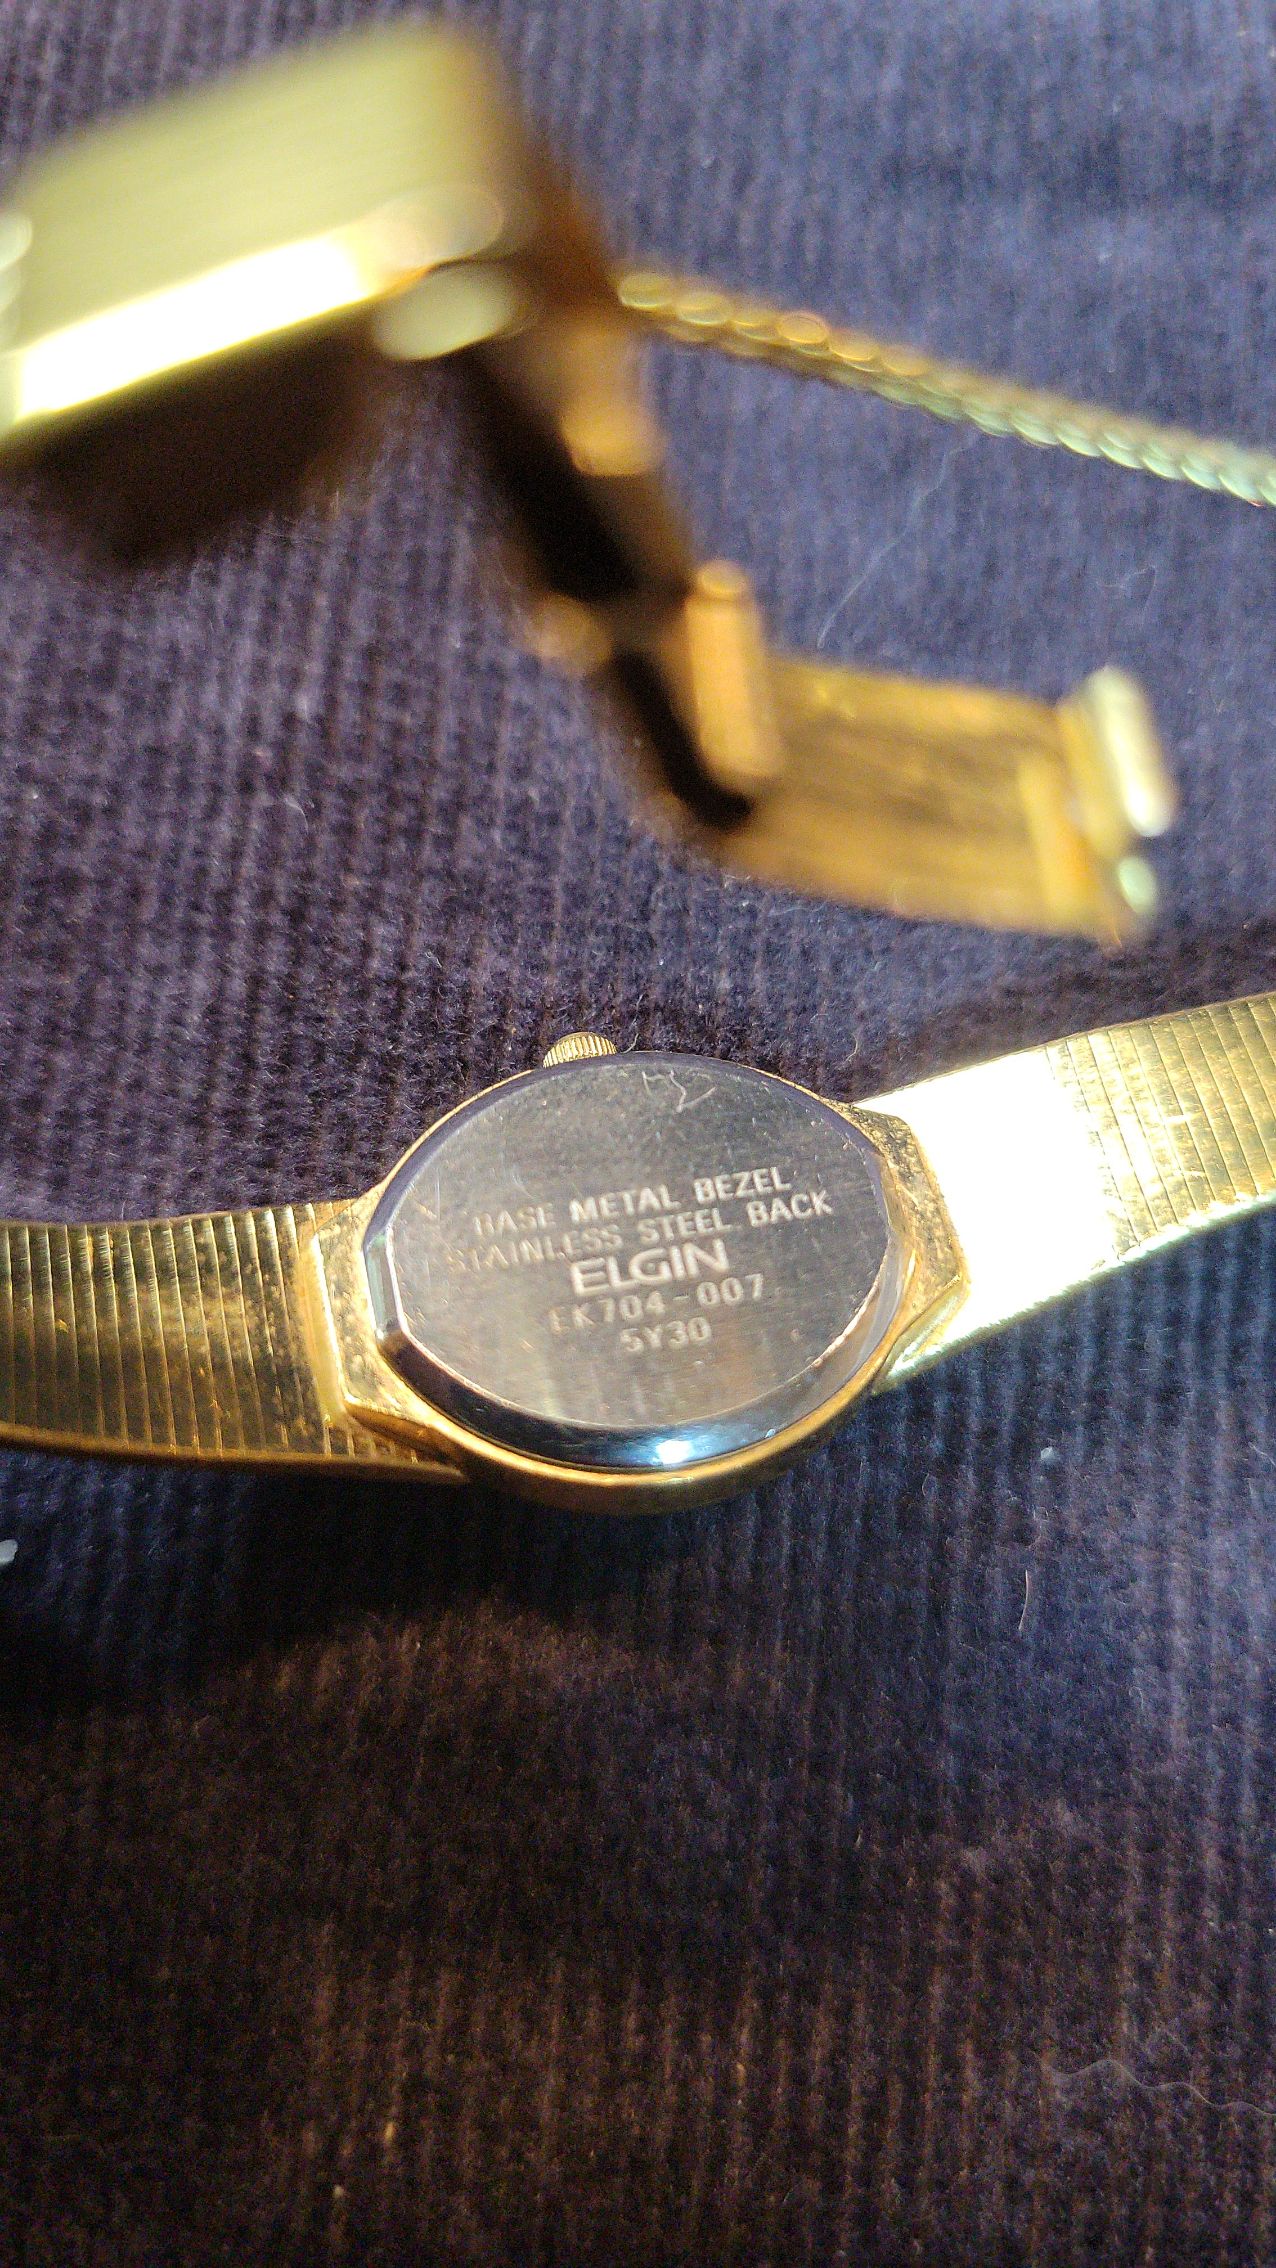 BASE METAL BEZEL
STAINLESS STEEL BACK
ELGIN
EK704-007
5Y30